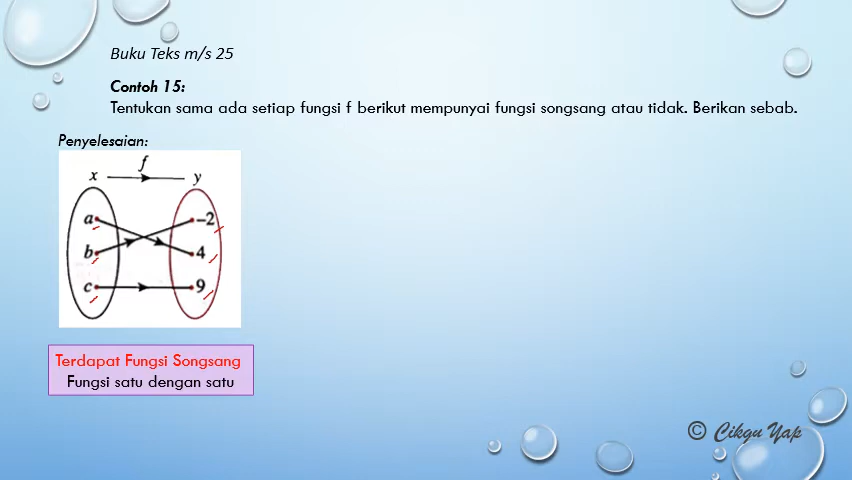 Buku Teks m/s 25
Contoh 15:
Tentukan sama ada setiap fungsi f berikut mempunyai fungsi songsang atau tidak. Berikan sebab.
Penyelesaian:
f
x y
a -2
b 4
c 9
Terdapat Fungsi Songsang
Fungsi satu dengan satu
© Cikgu Yap